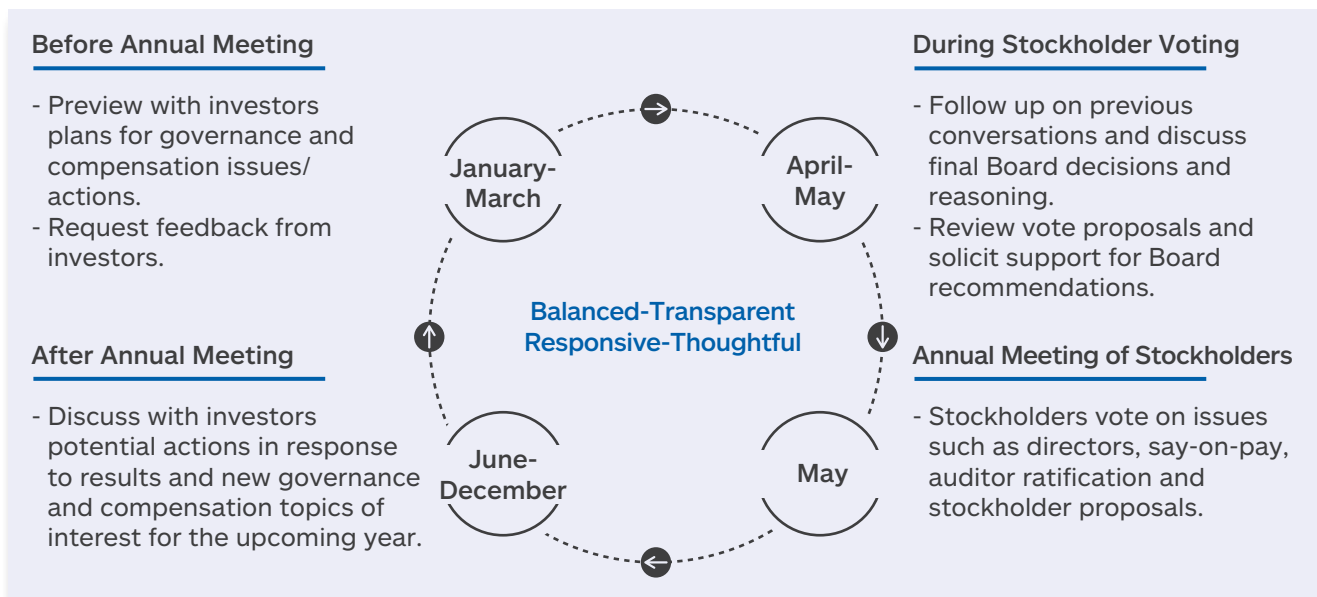 Before Annual Meeting
- Preview with investors
plans for governance and
compensation issues/
actions.
- Request feedback from
investors.
January-
March
April-
May
During Stockholder Voting
- Follow up on previous
conversations and discuss
final Board decisions and
reasoning.
- Review vote proposals and
solicit support for Board
recommendations.
Balanced-Transparent
Responsive-Thoughtful
After Annual Meeting
- Discuss with investors
potential actions in response
to results and new governance
and compensation topics of
interest for the upcoming year.
June-
December
May
Annual Meeting of Stockholders
- Stockholders vote on issues
such as directors, say-on-pay,
auditor ratification and
stockholder proposals.